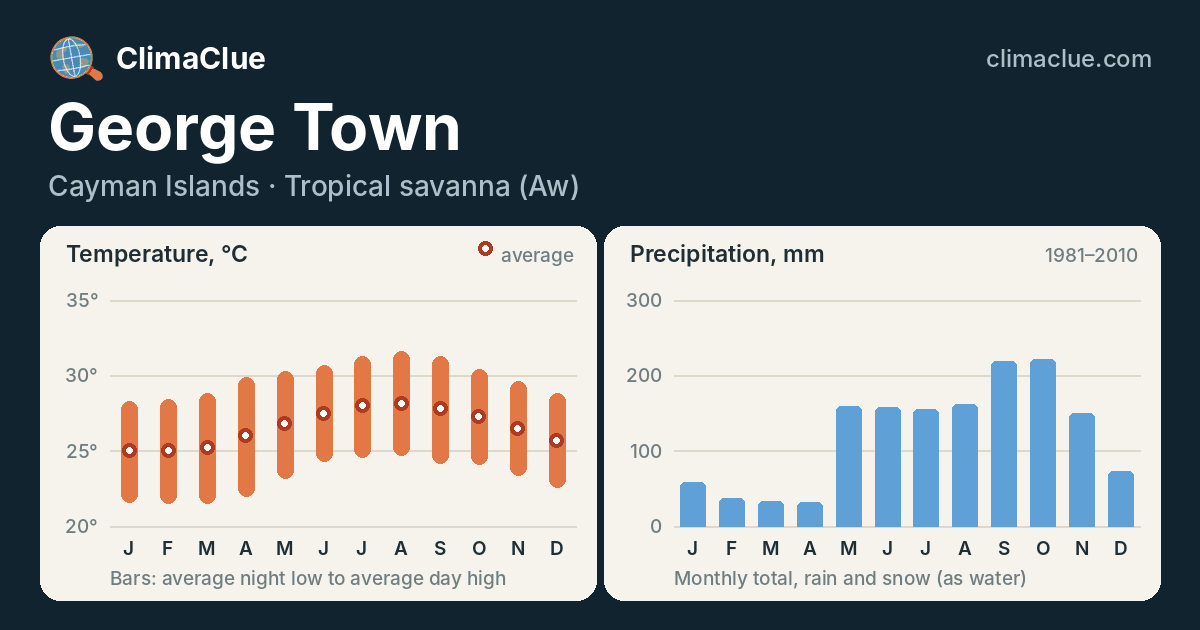 ClimaClue
climaclue.com
George Town
Cayman Islands · Tropical savanna (Aw)
Temperature, °C
average
35°
30°
25°
20°
J F M A M J J A S O N D
Bars: average night low to average day high
Precipitation, mm
1981–2010
300
200
100
0
J F M A M J J A S O N D
Monthly total, rain and snow (as water)